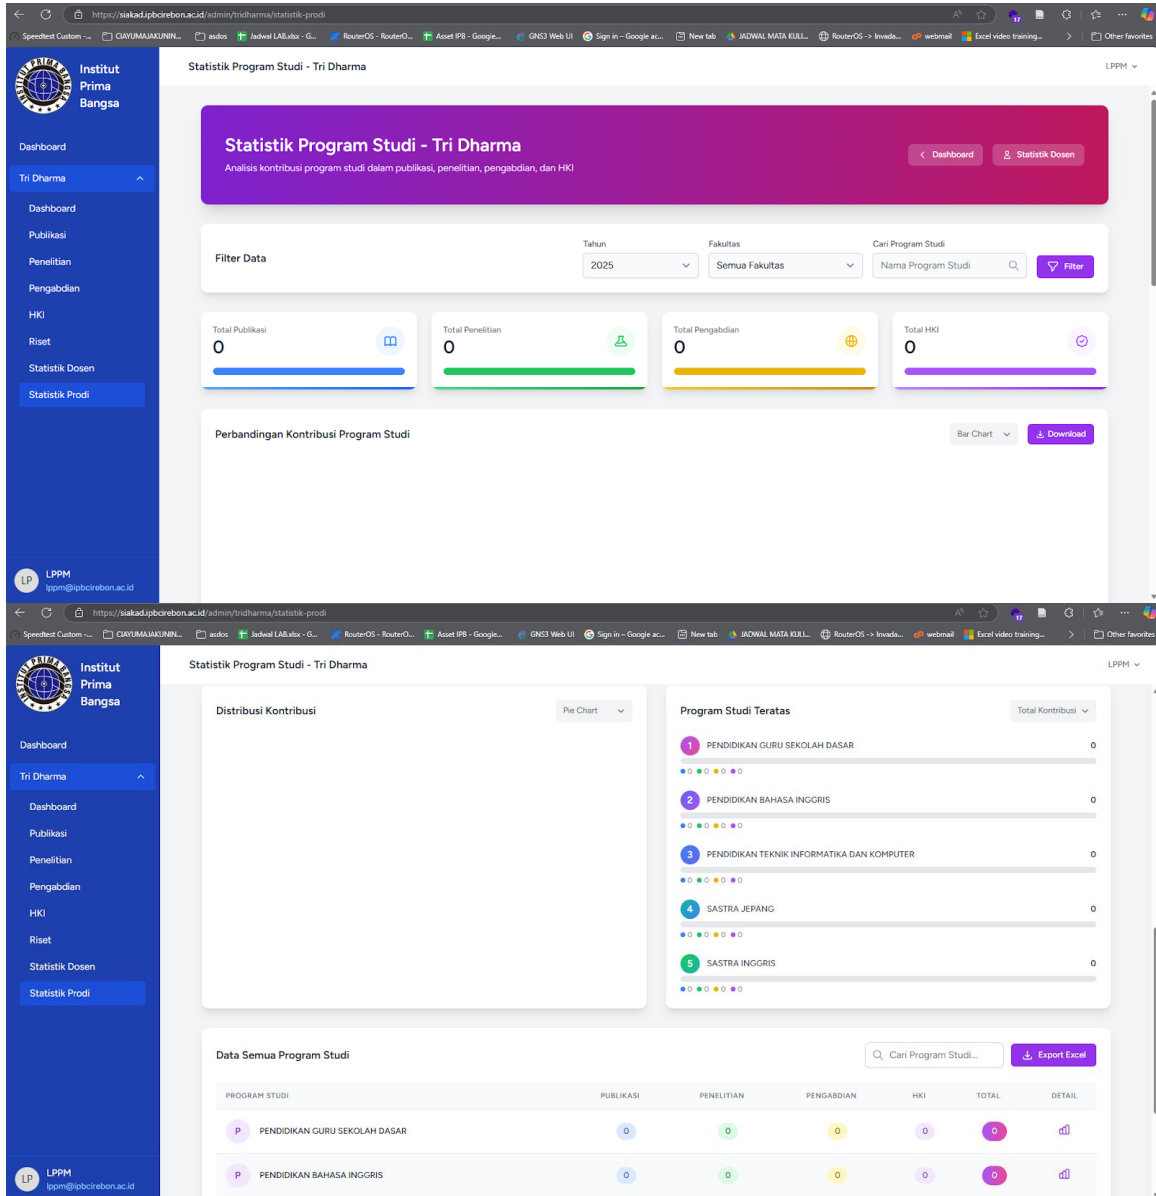 https://siakad.ipbcirebon.ac.id/admin/tridharma/statistik-prodi
17
Speedtest Custom -...
CIAYUMAJAKUNIN...
asdos
Jadwal LAB.xlsx - G...
RouterOS - RouterO...
Asset IPB - Google...
GNS3 Web UI
Sign in – Google ac...
New tab
JADWAL MATA KULI...
RouterOS -> Invada...
webmail
Excel video training...
Other favorites
Institut
Prima
Bangsa
Statistik Program Studi - Tri Dharma
LPPM
Dashboard
Tri Dharma
Dashboard
Publikasi
Penelitian
Pengabdian
HKI
Riset
Statistik Dosen
Statistik Prodi
LP
LPPM
lppm@ipbcirebon.ac.id
Statistik Program Studi - Tri Dharma
Analisis kontribusi program studi dalam publikasi, penelitian, pengabdian, dan HKI
Dashboard
Statistik Dosen
Filter Data
Tahun
2025
Fakultas
Semua Fakultas
Cari Program Studi
Nama Program Studi
Filter
Total Publikasi
0
Total Penelitian
0
Total Pengabdian
0
Total HKI
0
Perbandingan Kontribusi Program Studi
Bar Chart
Download
https://siakad.ipbcirebon.ac.id/admin/tridharma/statistik-prodi
17
Speedtest Custom -...
CIAYUMAJAKUNIN...
asdos
Jadwal LAB.xlsx - G...
RouterOS - RouterO...
Asset IPB - Google...
GNS3 Web UI
Sign in – Google ac...
New tab
JADWAL MATA KULI...
RouterOS -> Invada...
webmail
Excel video training...
Other favorites
Institut
Prima
Bangsa
Statistik Program Studi - Tri Dharma
LPPM
Dashboard
Tri Dharma
Dashboard
Publikasi
Penelitian
Pengabdian
HKI
Riset
Statistik Dosen
Statistik Prodi
LP
LPPM
lppm@ipbcirebon.ac.id
Distribusi Kontribusi
Pie Chart
Program Studi Teratas
Total Kontribusi
1 PENDIDIKAN GURU SEKOLAH DASAR 0
0 0 0 0
2 PENDIDIKAN BAHASA INGGRIS 0
0 0 0 0
3 PENDIDIKAN TEKNIK INFORMATIKA DAN KOMPUTER 0
0 0 0 0
4 SASTRA JEPANG 0
0 0 0 0
5 SASTRA INGGRIS 0
0 0 0 0
Data Semua Program Studi
Cari Program Studi...
Export Excel
PROGRAM STUDI PUBLIKASI PENELITIAN PENGABDIAN HKI TOTAL DETAIL
P PENDIDIKAN GURU SEKOLAH DASAR 0 0 0 0 0
P PENDIDIKAN BAHASA INGGRIS 0 0 0 0 0